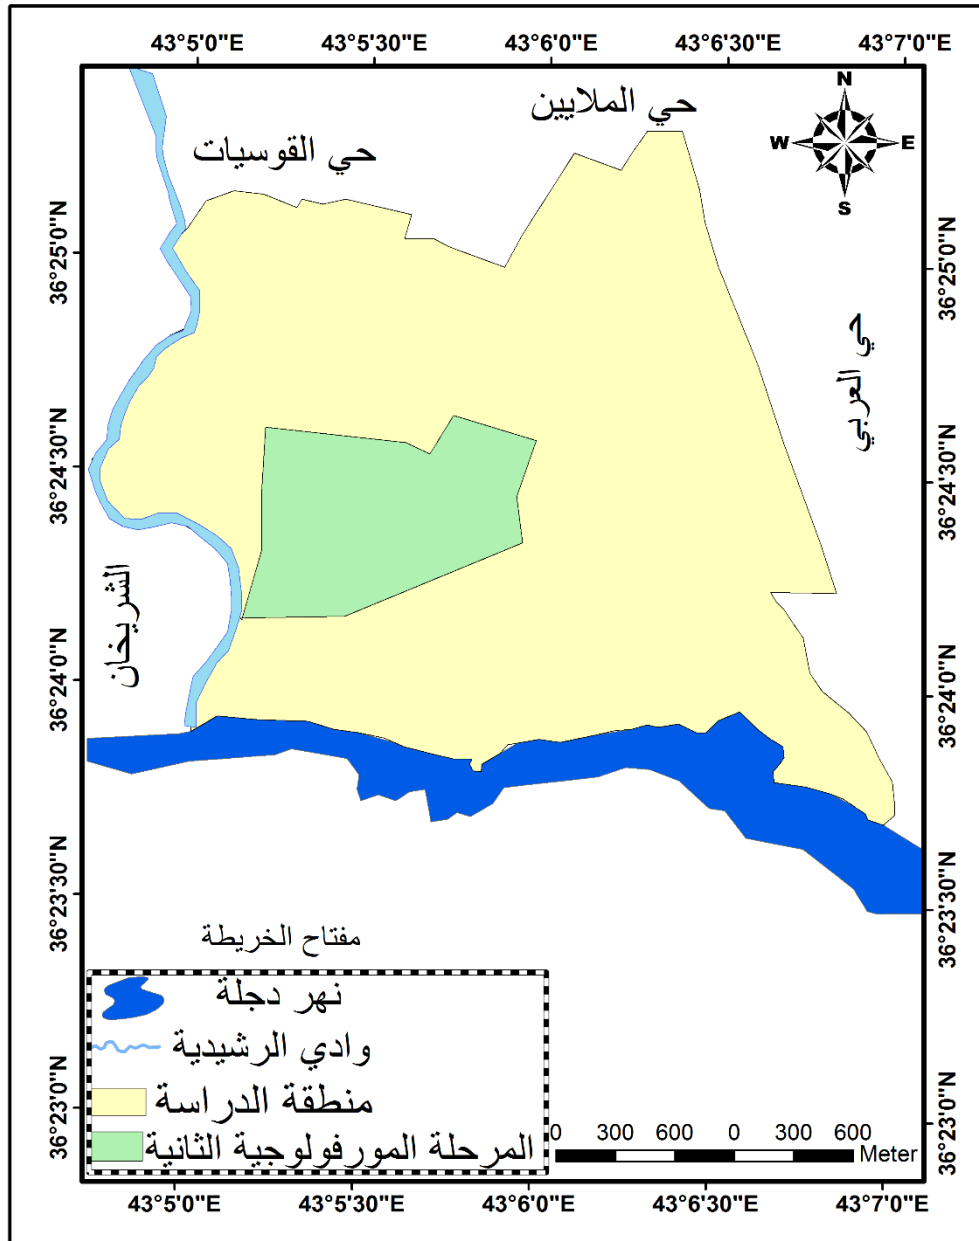 43°5'0"E 43°5'30"E 43°6'0"E 43°6'30"E 43°7'0"E
حي الملايين
حي القوسيات
N
W E
S
36°25'0"N
36°25'0"N
حي العربي
36°24'30"N
36°24'30"N
الشريخان
36°24'0"N
36°24'0"N
36°23'30"N
36°23'30"N
مفتاح الخريطة
نهر دجلة
وادي الرشيدية
منطقة الدراسة
المرحلة المورفولوجية الثانية
36°23'0"N
36°23'0"N
0 300 600 0 300 600
Meter
43°5'0"E 43°5'30"E 43°6'0"E 43°6'30"E 43°7'0"E